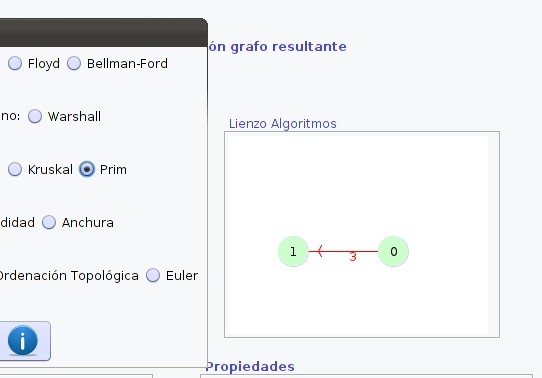 ón grafo resultante
Floyd Bellman-Ford
no: Warshall
Lienzo Algoritmos
Kruskal Prim
didad Anchura
1 3 0
Ordenación Topológica Euler
i
Propiedades